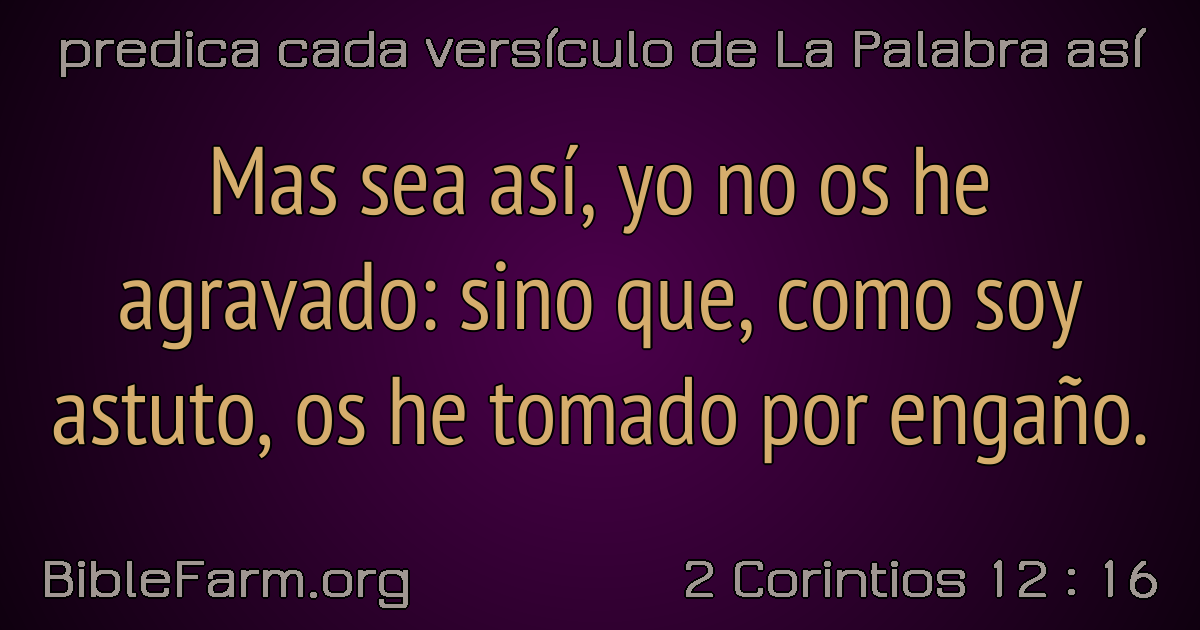 predica cada versículo de La Palabra así
Mas sea así, yo no os he
agravado: sino que, como soy
astuto, os he tomado por engaño.
BibleFarm.org
2 Corintios 12 : 16